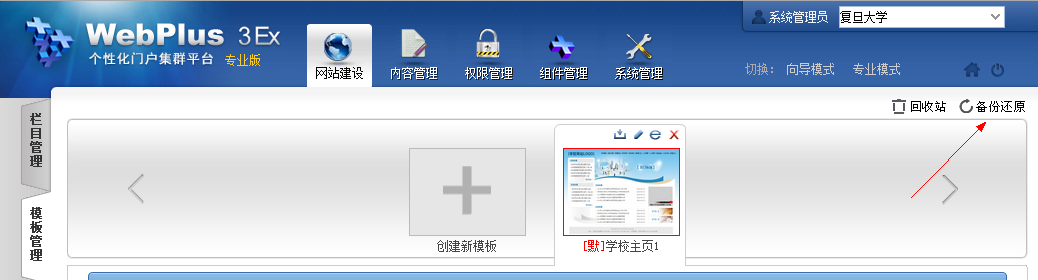 WebPlus 3Ex
个性化门户集群平台 专业版
网站建设
内容管理
权限管理
组件管理
系统管理
系统管理员
复旦大学
切换： 向导模式 专业模式
回收站 备份还原
栏目管理
模板管理
创建新模板
[默]学校主页1